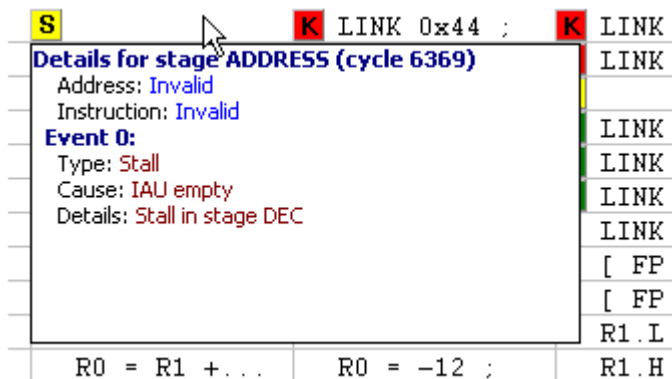 S K LINK 0x44 ; K LINK
Details for stage ADDRESS (cycle 6369) LINK
Address: Invalid
Instruction: Invalid
Event 0: LINK
Type: Stall LINK
Cause: IAU empty LINK
Details: Stall in stage DEC LINK
[ FP
[ FP
R1.L
R0 = R1 +... R0 = -12 ; R1.H